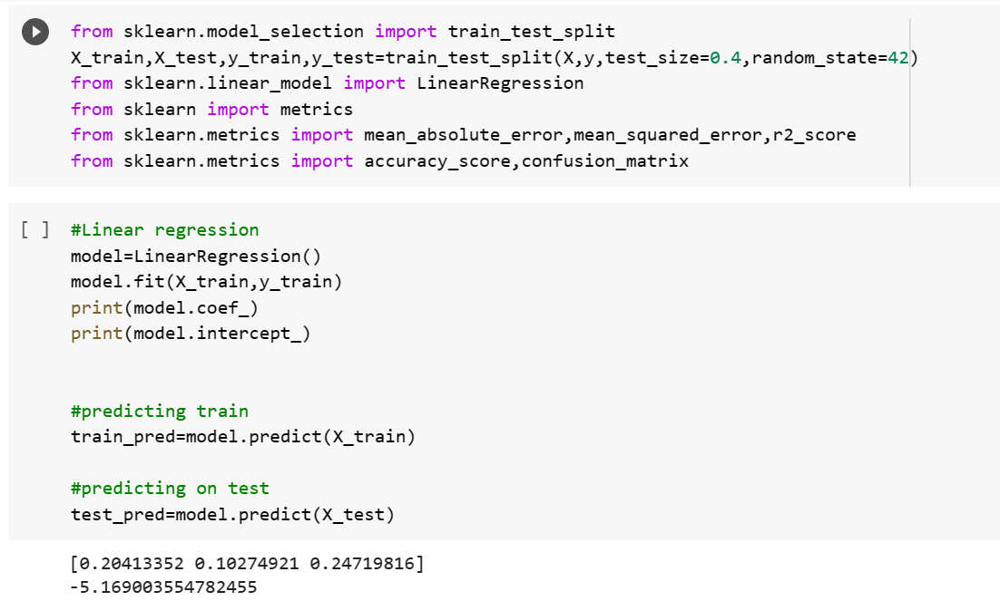 from sklearn.model_selection import train_test_split
X_train,X_test,y_train,y_test=train_test_split(X,y,test_size=0.4,random_state=42)
from sklearn.linear_model import LinearRegression
from sklearn import metrics
from sklearn.metrics import mean_absolute_error,mean_squared_error,r2_score
from sklearn.metrics import accuracy_score,confusion_matrix
[ ] #Linear regression
model=LinearRegression()
model.fit(X_train,y_train)
print(model.coef_)
print(model.intercept_)
#predicting train
train_pred=model.predict(X_train)
#predicting on test
test_pred=model.predict(X_test)
[0.20413352 0.10274921 0.24719816]
-5.169003554782455